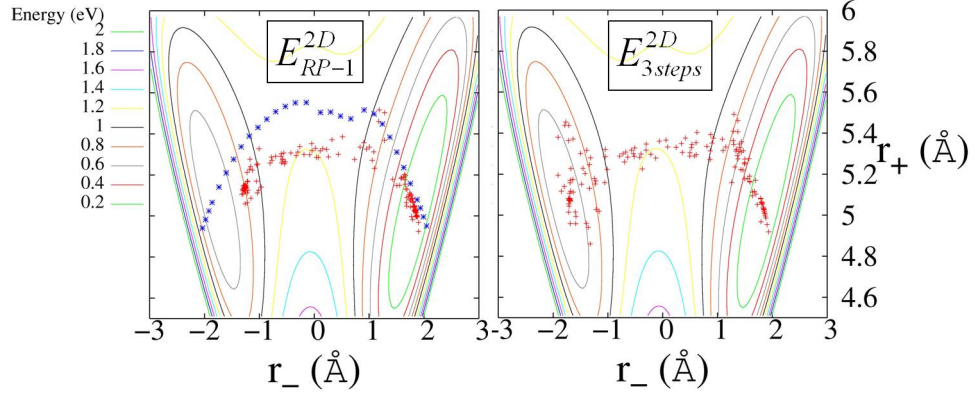 Energy (eV)
2
1.8
1.6
1.4
1.2
1
0.8
0.6
0.4
0.2
E^{2D}_{RP-1}
E^{2D}_{3steps}
6
5.8
5.6
5.4
5.2
5
4.8
4.6
r_+ (Å)
−3 −2 −1 0 1 2 3
-3 −2 −1 0 1 2 3
r_− (Å)
r_− (Å)